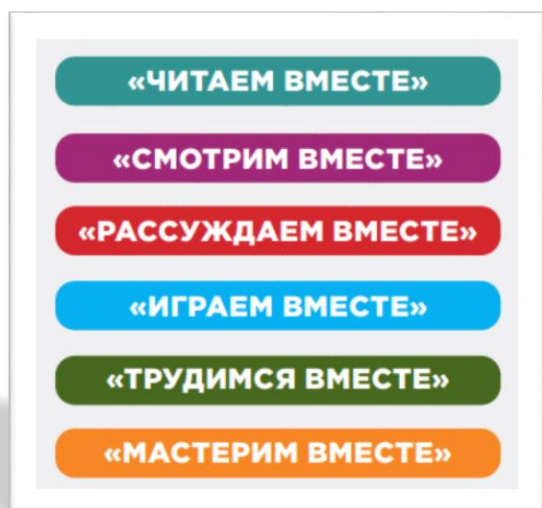 «ЧИТАЕМ ВМЕСТЕ»
«СМОТРИМ ВМЕСТЕ»
«РАССУЖДАЕМ ВМЕСТЕ»
«ИГРАЕМ ВМЕСТЕ»
«ТРУДИМСЯ ВМЕСТЕ»
«МАСТЕРИМ ВМЕСТЕ»